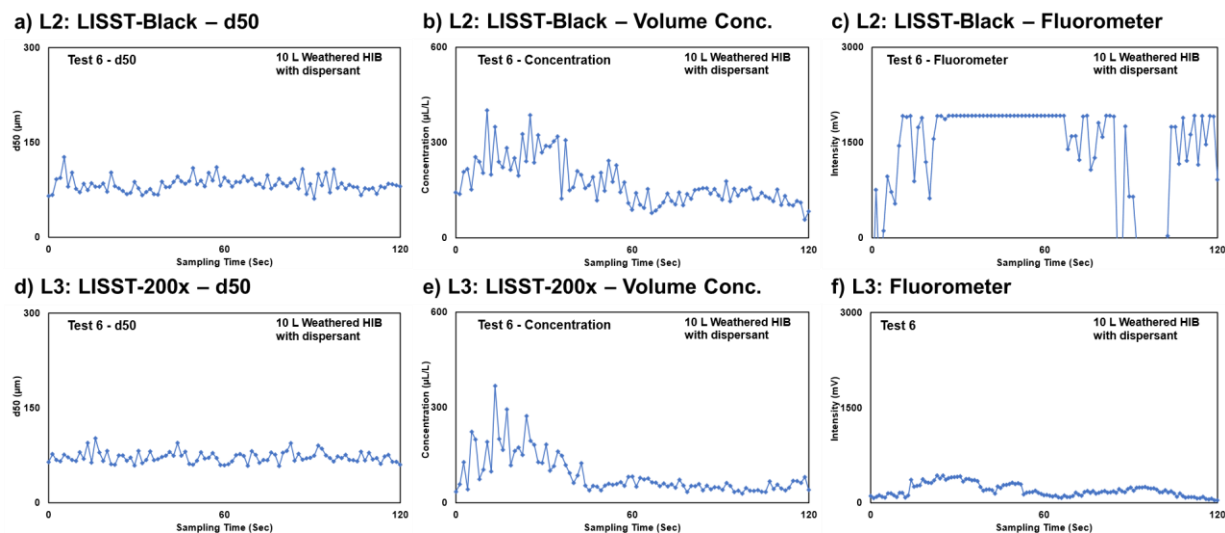 a) L2: LISST-Black – d50
300
Test 6 - d50
10 L Weathered HIB
with dispersant
d50 (µm)
150
0
0
60
120
Sampling Time (Sec)
b) L2: LISST-Black – Volume Conc.
600
Test 6 - Concentration
10 L Weathered HIB
with dispersant
Concentration (µL/L)
300
0
0
60
120
Sampling Time (Sec)
c) L2: LISST-Black – Fluorometer
3000
Test 6 - Fluorometer
10 L Weathered HIB
with dispersant
Intensity (mV)
1500
0
0
60
120
Sampling Time (Sec)
d) L3: LISST-200x – d50
300
Test 6 - d50
10 L Weathered HIB
with dispersant
d50 (µm)
150
0
0
60
120
Sampling Time (Sec)
e) L3: LISST-200x – Volume Conc.
600
Test 6 - Concentration
10 L Weathered HIB
with dispersant
Concentration (µL/L)
300
0
0
60
120
Sampling Time (Sec)
f) L3: Fluorometer
3000
Test 6
10 L Weathered HIB
with dispersant
Intensity (mV)
1500
0
0
60
120
Sampling Time (Sec)